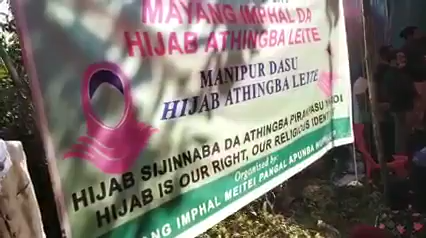 MAYANG IMPHAL DA
HIJAB ATHINGBA LEITE
MANIPUR DASU
HIJAB ATHINGBA LEITE
HIJAB SIJINNABA DA ATHINGBA
HIJAB IS OUR RIGHT, OUR RELIGIOUS
Organised by:
IMPHAL MEITEI PANGAL APUNBA